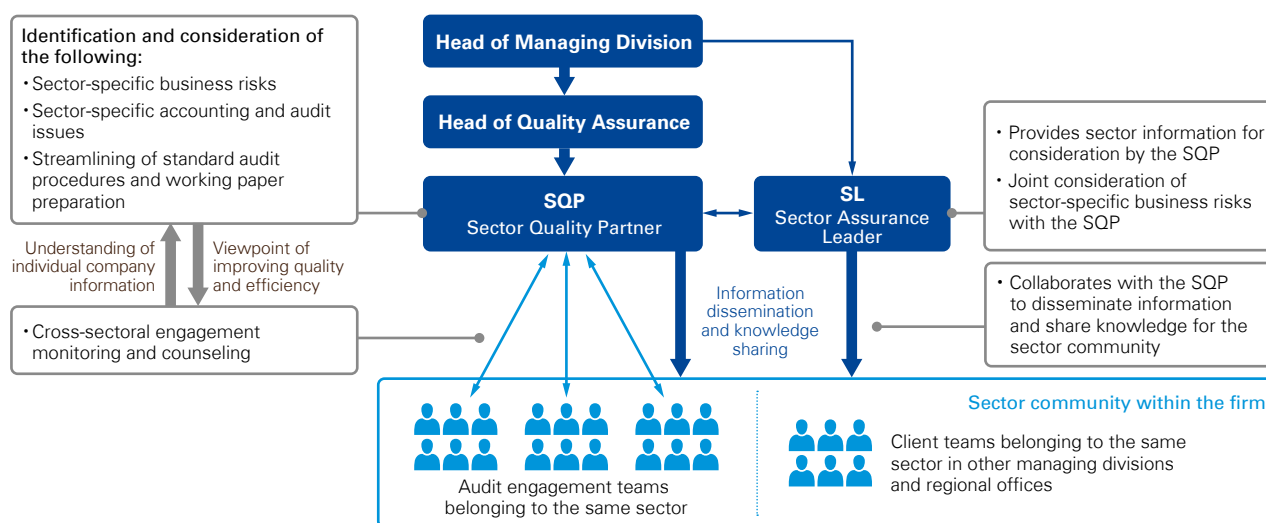 Identification and consideration of
the following:
・Sector-specific business risks
・Sector-specific accounting and audit
issues
・Streamlining of standard audit
procedures and working paper
preparation
Understanding of
individual company
information
Viewpoint of
improving quality
and efficiency
・Cross-sectoral engagement
monitoring and counseling
Head of Managing Division
Head of Quality Assurance
SQP
Sector Quality Partner
SL
Sector Assurance
Leader
• Provides sector information for
consideration by the SQP
• Joint consideration of
sector-specific business risks
with the SQP
Information
dissemination
and knowledge
sharing
• Collaborates with the SQP
to disseminate information
and share knowledge for the
sector community
Sector community within the firm
Audit engagement teams
belonging to the same sector
Client teams belonging to the same
sector in other managing divisions
and regional offices